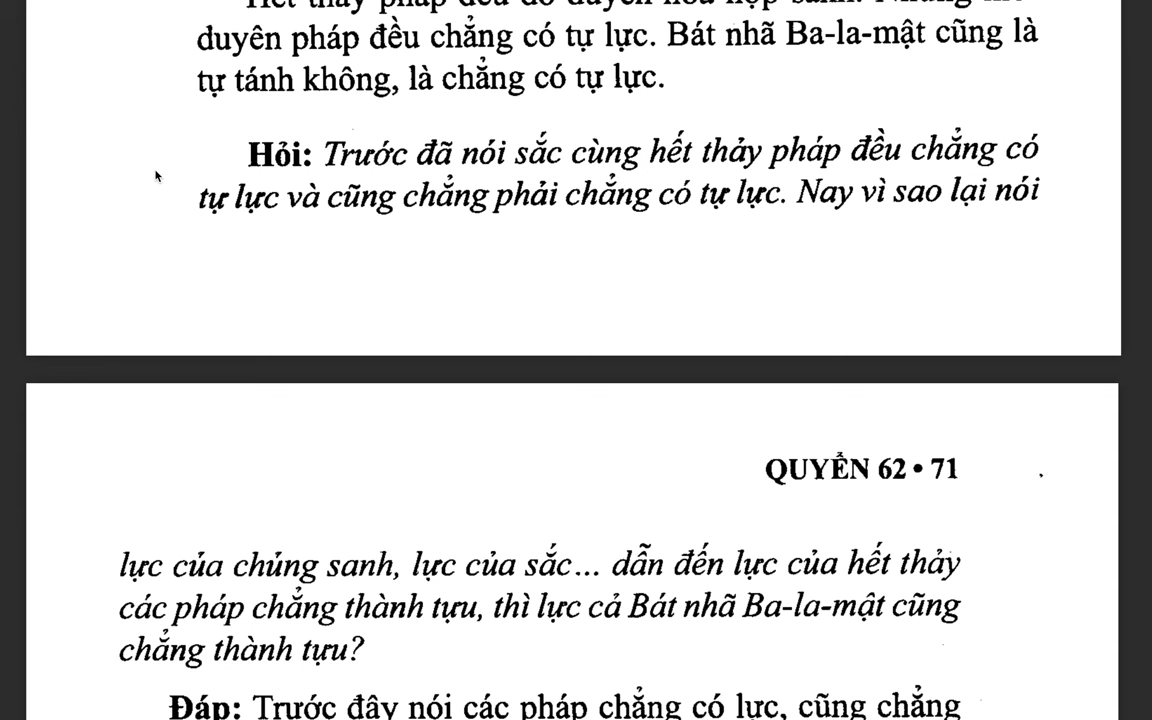 duyên pháp đều chẳng có tự lực. Bát nhã Ba-la-mật cũng là
tự tánh không, là chẳng có tự lực.
Hỏi: Trước đã nói sắc cùng hết thảy pháp đều chẳng có
tự lực và cũng chẳng phải chẳng có tự lực. Nay vì sao lại nói
QUYỂN 62 • 71
lực của chúng sanh, lực của sắc... dẫn đến lực của hết thảy
các pháp chẳng thành tựu, thì lực cả Bát nhã Ba-la-mật cũng
chẳng thành tựu?
Đáp: Trước đây nói các pháp chẳng có lực, cũng chẳng